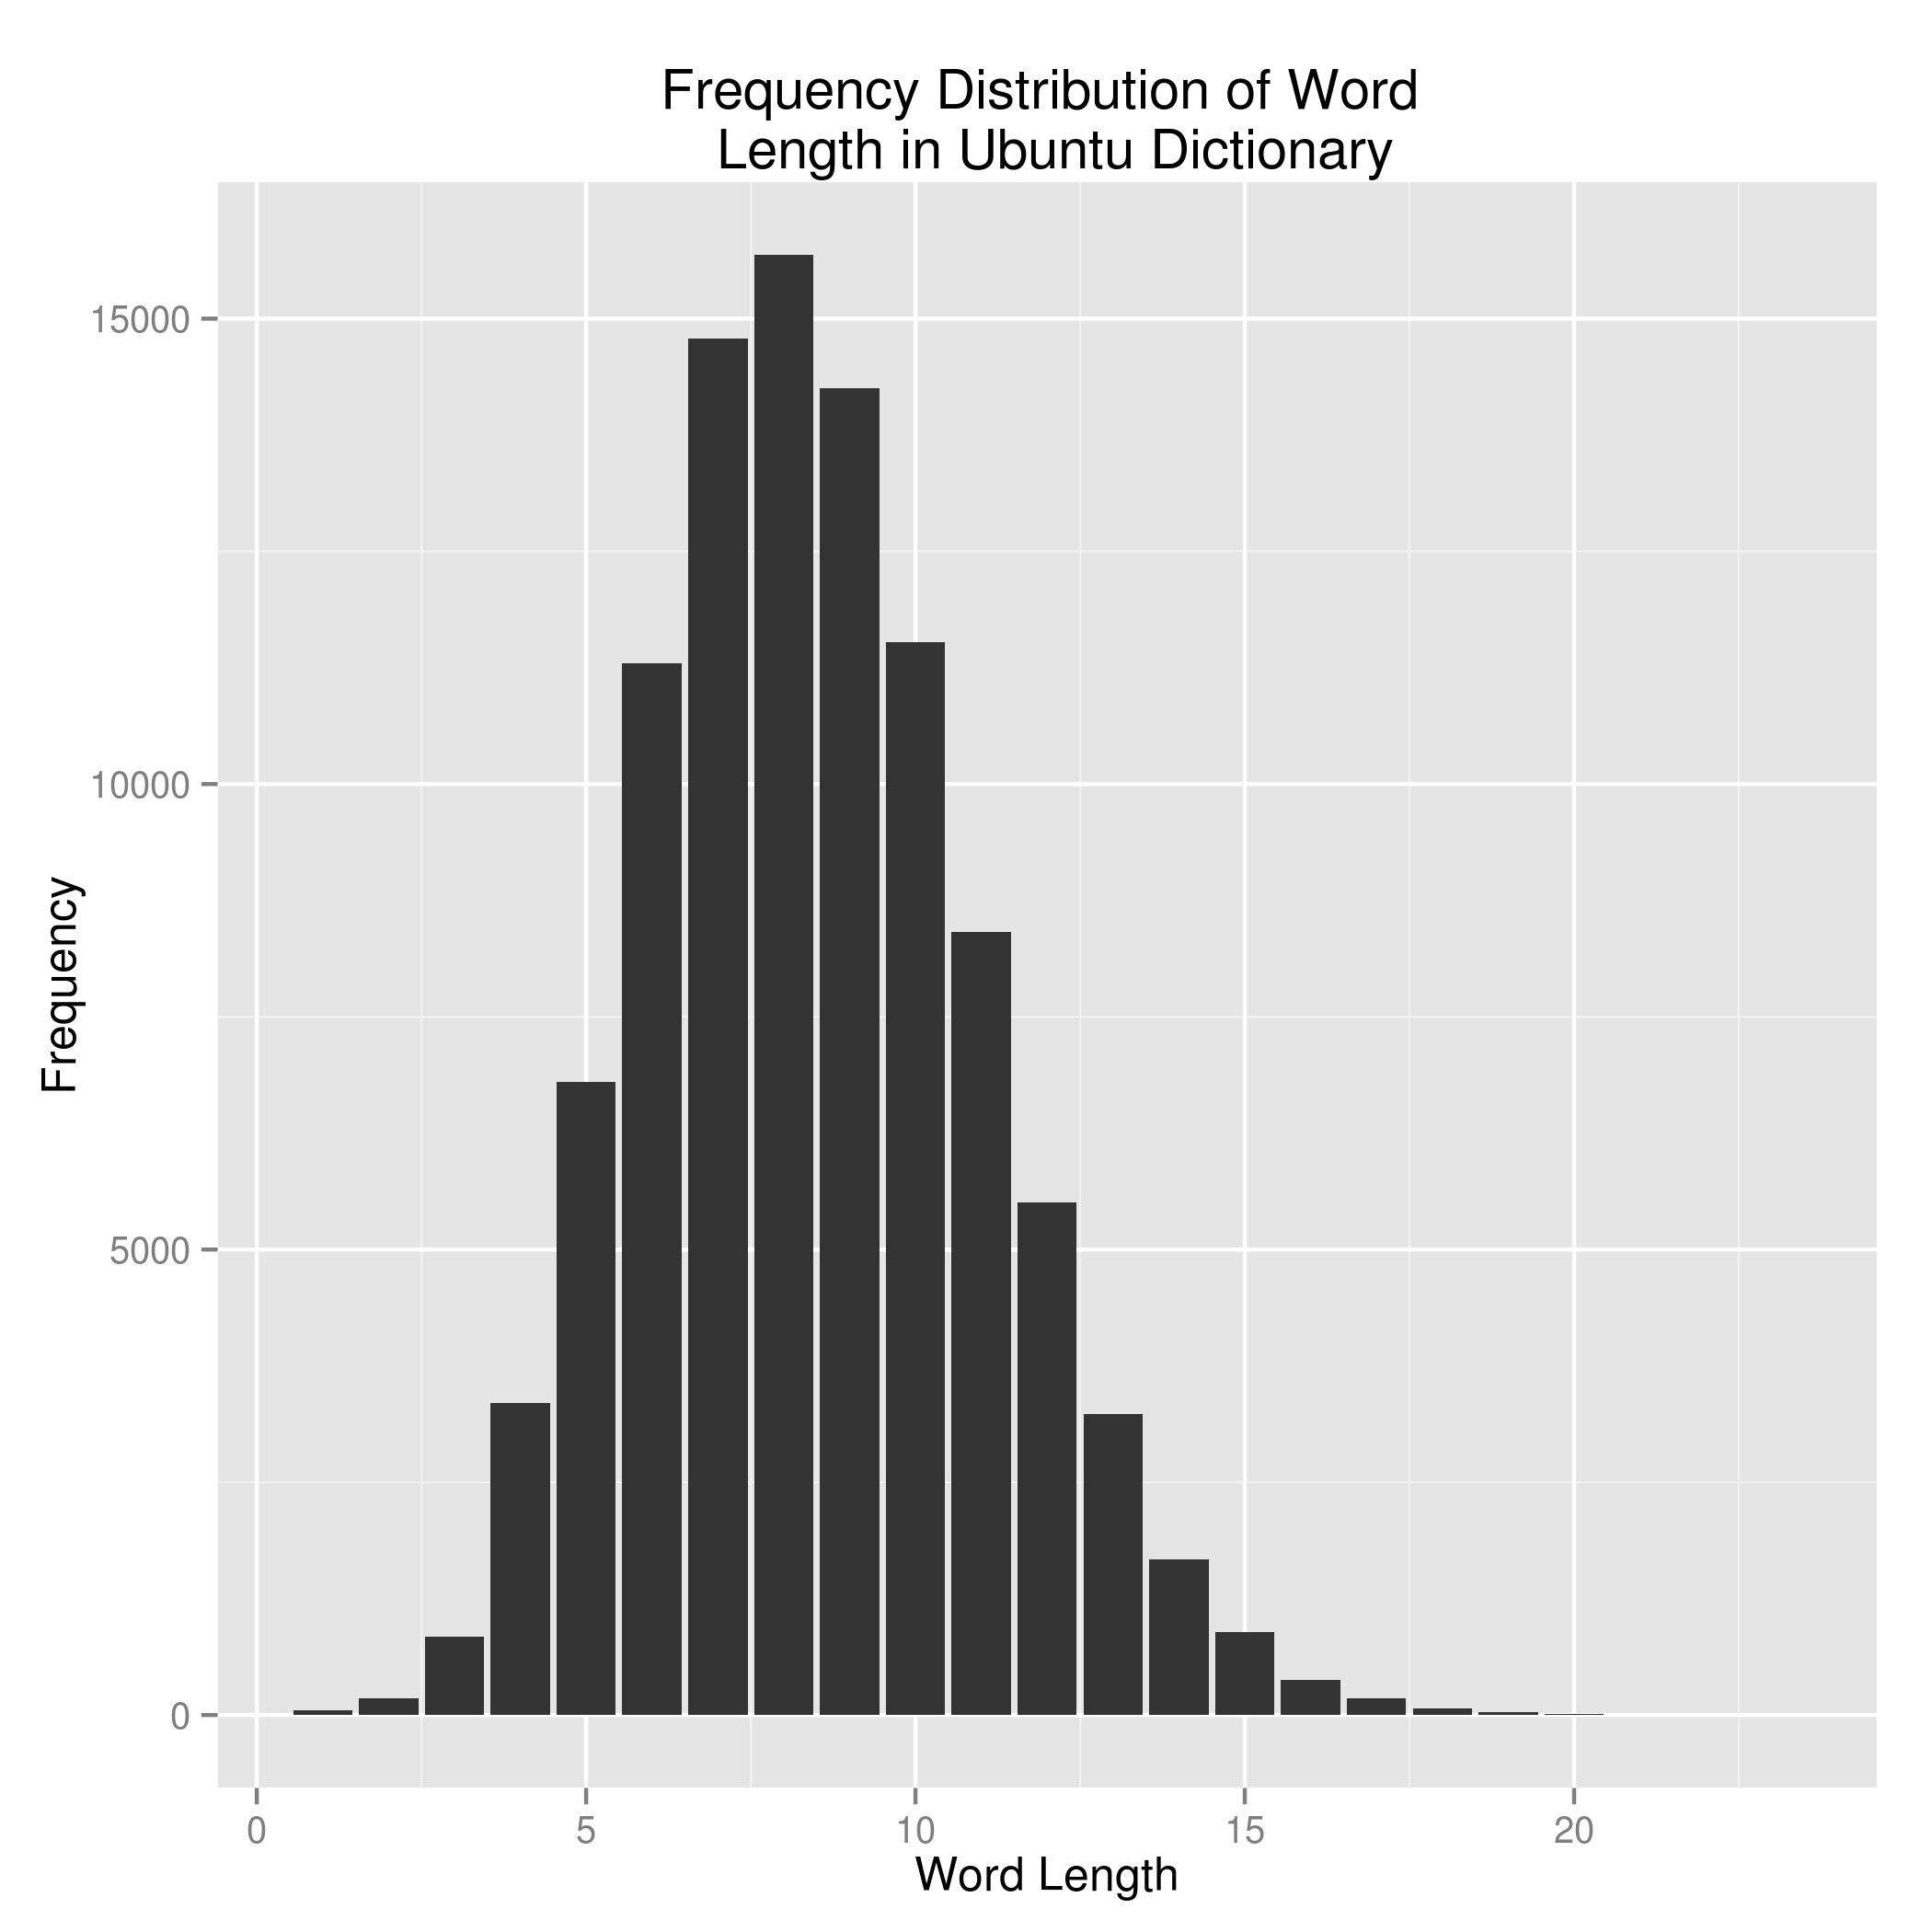 Frequency Distribution of Word
Length in Ubuntu Dictionary
15000
10000
5000
0
Frequency
0 5 10 15 20
Word Length